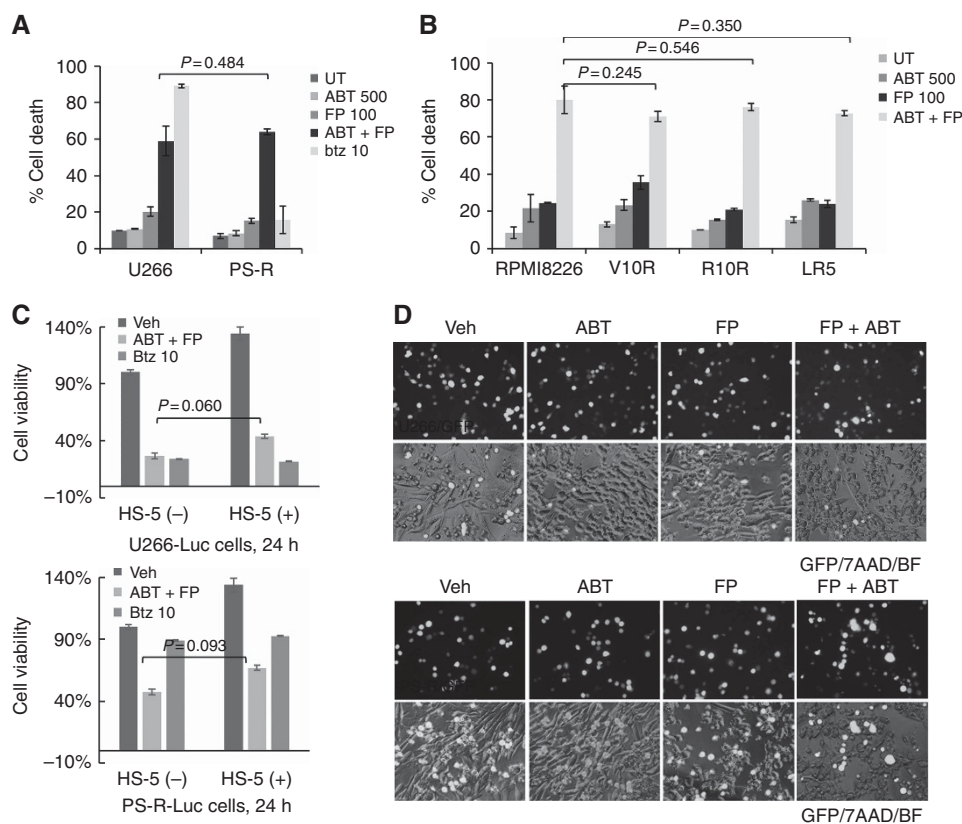 A
P=0.484
100
80
60
40
20
0
% Cell death
U266
PS-R
UT
ABT 500
FP 100
ABT + FP
btz 10
B
P=0.350
P=0.546
P=0.245
100
80
60
40
20
0
% Cell death
RPMI8226
V10R
R10R
LR5
UT
ABT 500
FP 100
ABT + FP
C
Veh
ABT + FP
Btz 10
140%
90%
40%
–10%
Cell viability
P=0.060
HS-5 (–)
HS-5 (+)
U266-Luc cells, 24 h
Veh
ABT + FP
Btz 10
140%
90%
40%
–10%
Cell viability
P=0.093
HS-5 (–)
HS-5 (+)
PS-R-Luc cells, 24 h
D
Veh
ABT
FP
FP + ABT
U266/GFP
GFP/7AAD/BF
Veh
ABT
FP
FP + ABT
GFP/7AAD/BF